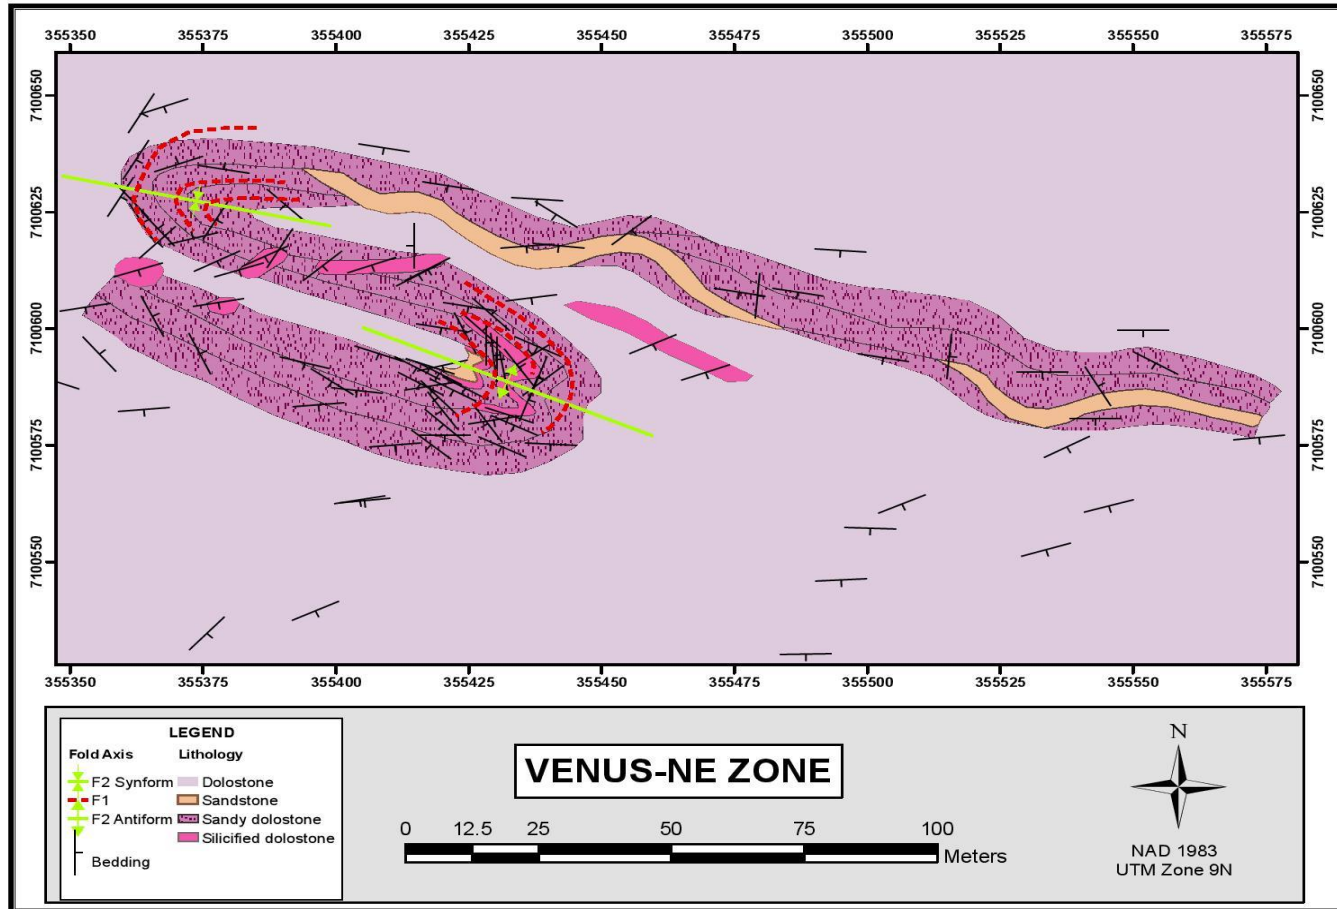 355350 355375 355400 355425 355450 355475 355500 355525 355550 355575
7100650 7100650
7100625 7100625
7100600 7100600
7100575 7100575
7100550 7100550
355350 355375 355400 355425 355450 355475 355500 355525 355550 355575
LEGEND
Fold Axis Lithology
F2 Synform Dolostone
F1 Sandstone
F2 Antiform Sandy dolostone
Silicified dolostone
Bedding
VENUS-NE ZONE
0 12.5 25 50 75 100
Meters
N
NAD 1983
UTM Zone 9N